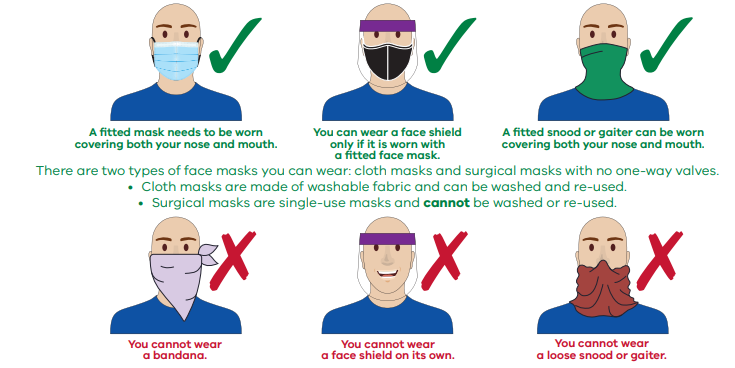 A fitted mask needs to be worn
covering both your nose and mouth.
You can wear a face shield
only if it is worn with
a fitted face mask.
A fitted snood or gaiter can be worn
covering both your nose and mouth.
There are two types of face masks you can wear: cloth masks and surgical masks with no one-way valves.
• Cloth masks are made of washable fabric and can be washed and re-used.
• Surgical masks are single-use masks and cannot be washed or re-used.
You cannot wear
a bandana.
You cannot wear
a face shield on its own.
You cannot wear
a loose snood or gaiter.